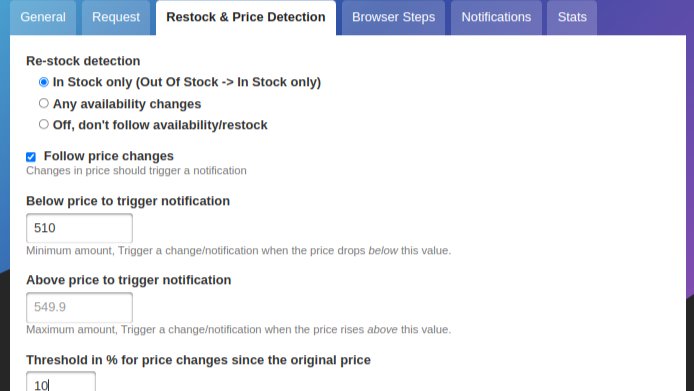 General
Request
Restock & Price Detection
Browser Steps
Notifications
Stats
Re-stock detection
In Stock only (Out Of Stock -> In Stock only)
Any availability changes
Off, don't follow availability/restock
Follow price changes
Changes in price should trigger a notification
Below price to trigger notification
510
Minimum amount, Trigger a change/notification when the price drops below this value.
Above price to trigger notification
549.9
Maximum amount, Trigger a change/notification when the price rises above this value.
Threshold in % for price changes since the original price
10